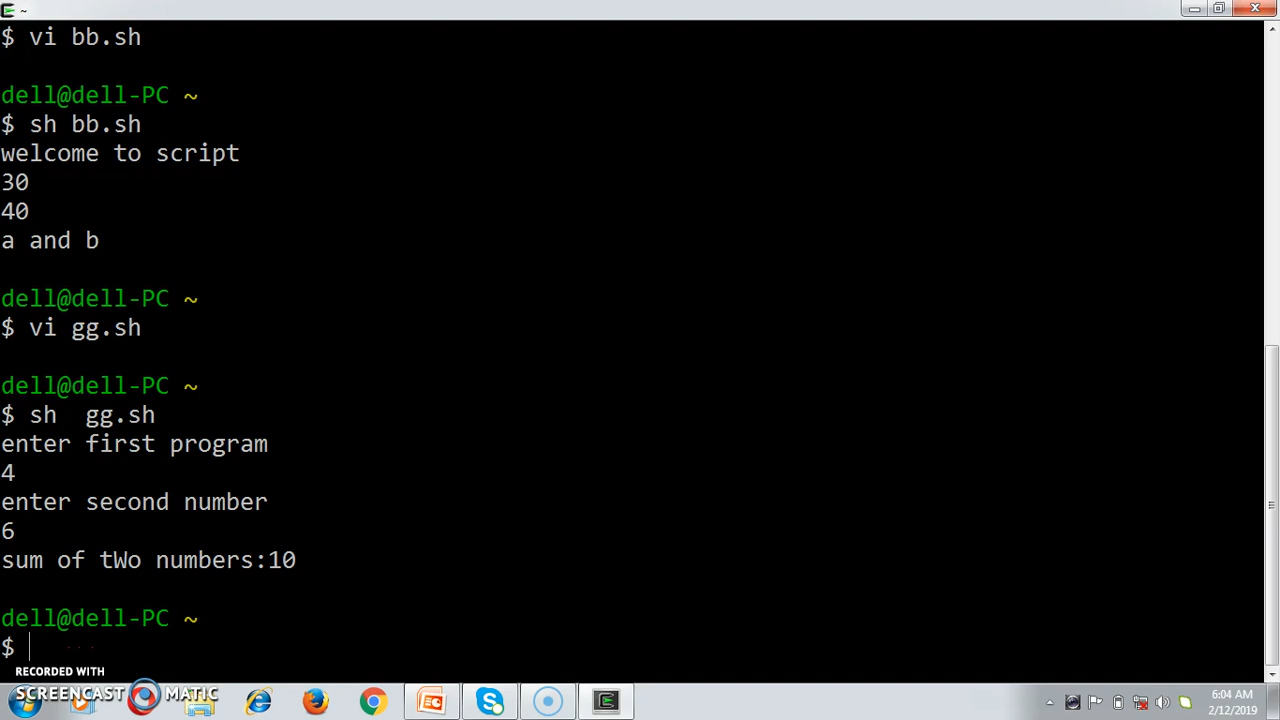 ~
$ vi bb.sh
dell@dell-PC ~
$ sh bb.sh
welcome to script
30
40
a and b
dell@dell-PC ~
$ vi gg.sh
dell@dell-PC ~
$ sh  gg.sh
enter first program
4
enter second number
6
sum of tWo numbers:10
dell@dell-PC ~
$
RECORDED WITH
SCREENCAST MATIC
6:04 AM
2/12/2019